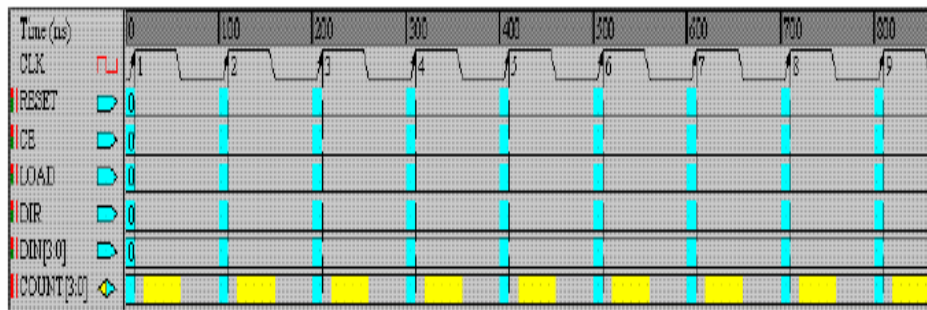 Time (ns) 0 100 200 300 400 500 600 700 800
CLK 1 2 3 4 5 6 7 8 9
RESET 0
CE 0
LOAD 0
DIR 0
DIN[3:0] 0
COUNT[3:0]